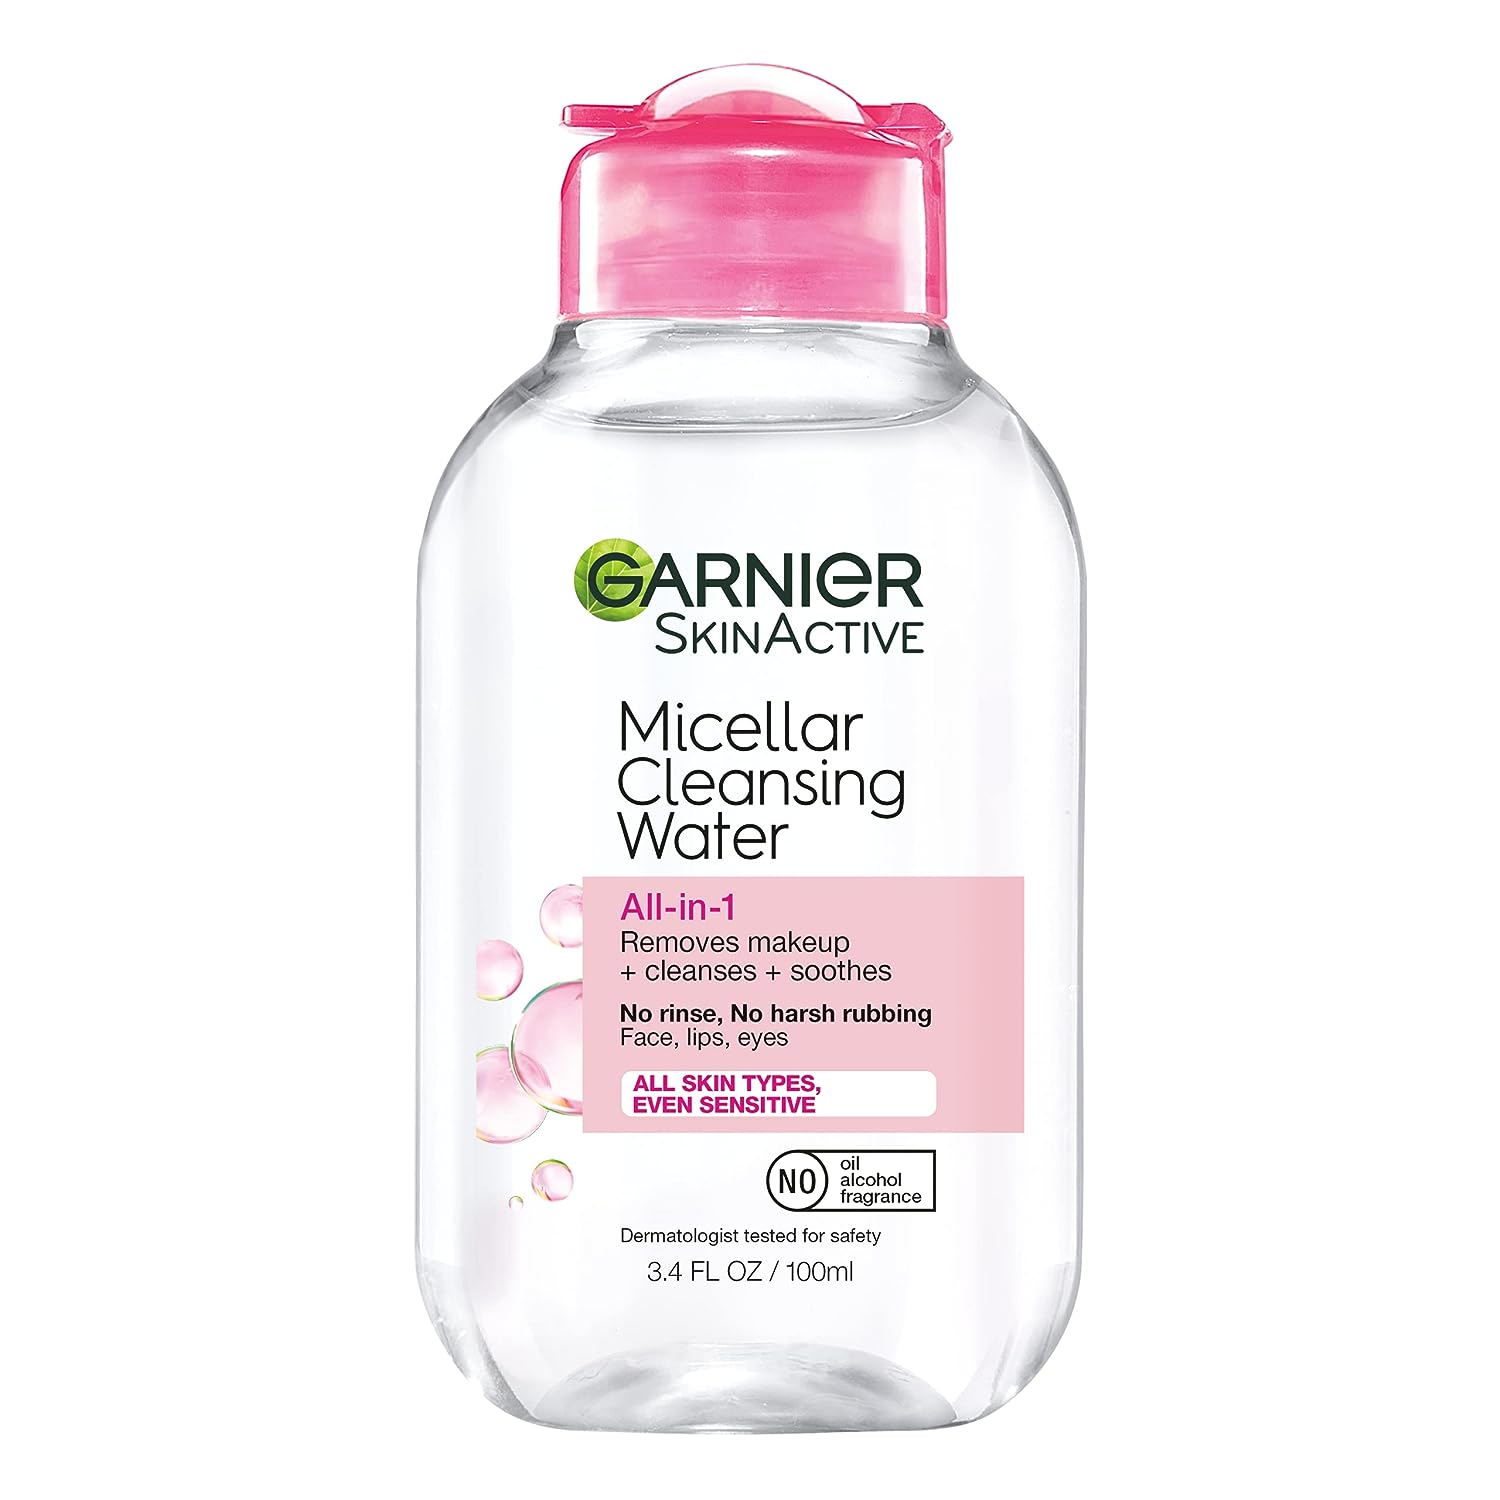 GARNIER
SKINACTIVE
Micellar
Cleansing
Water
All-in-1
Removes makeup
+ cleanses + soothes
No rinse, No harsh rubbing
Face, lips, eyes
ALL SKIN TYPES,
EVEN SENSITIVE
NO
oil
alcohol
fragrance
Dermatologist tested for safety
3.4 FL OZ / 100ml